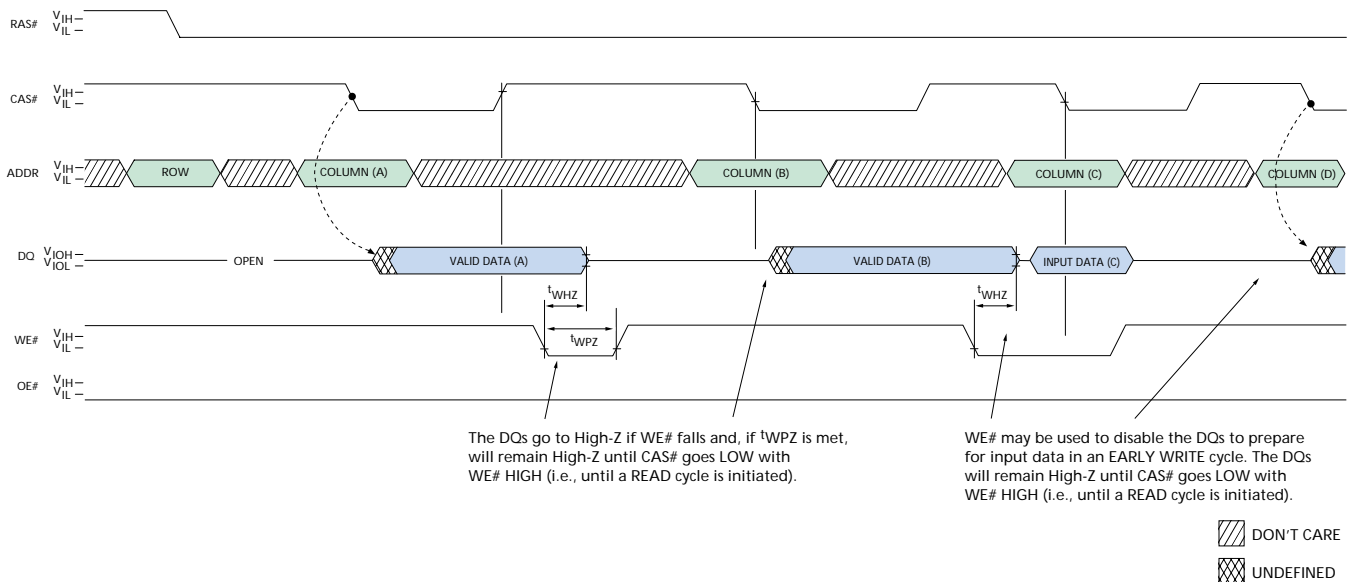 RAS# VIH
VIL
CAS# VIH
VIL
ADDR VIH
VIL
ROW COLUMN (A) COLUMN (B) COLUMN (C) COLUMN (D)
DQ VIOH
VIOL
OPEN VALID DATA (A) VALID DATA (B) INPUT DATA (C)
tWHZ tWHZ
tWPZ
WE# VIH
VIL
OE# VIH
VIL
The DQs go to High-Z if WE# falls and, if tWPZ is met,
will remain High-Z until CAS# goes LOW with
WE# HIGH (i.e., until a READ cycle is initiated).
WE# may be used to disable the DQs to prepare
for input data in an EARLY WRITE cycle. The DQs
will remain High-Z until CAS# goes LOW with
WE# HIGH (i.e., until a READ cycle is initiated).
DON'T CARE
UNDEFINED